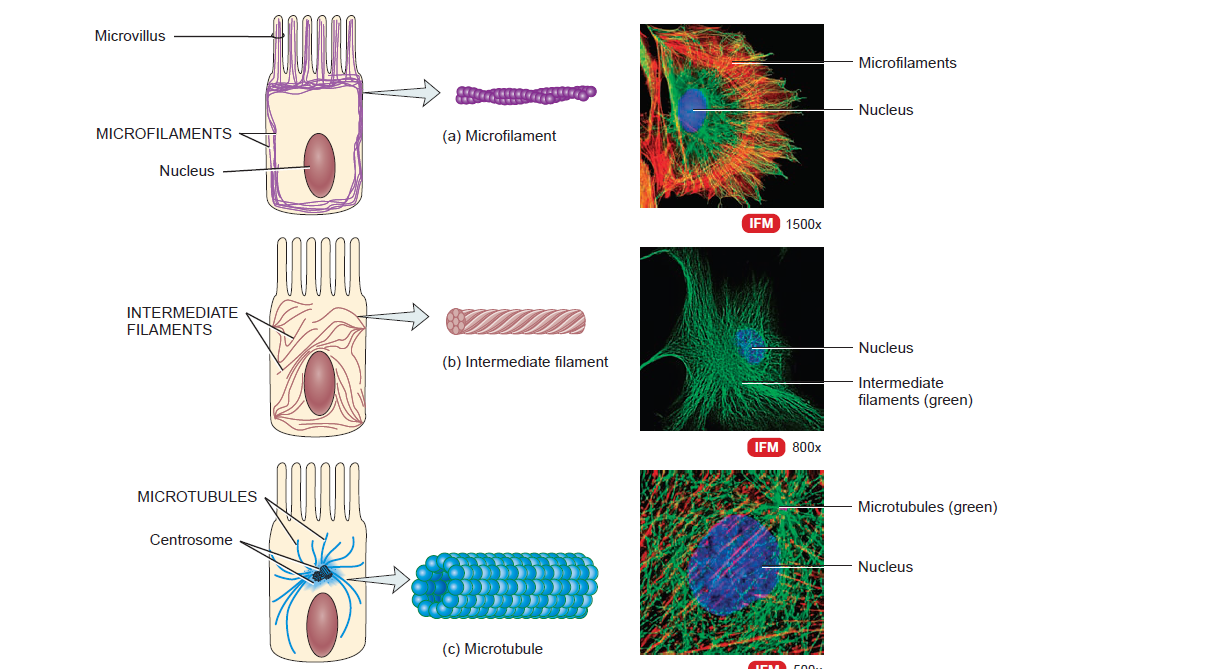 Microvillus
MICROFILAMENTS
Nucleus
(a) Microfilament
Microfilaments
Nucleus
IFM 1500x
INTERMEDIATE
FILAMENTS
(b) Intermediate filament
Nucleus
Intermediate
filaments (green)
IFM 800x
MICROTUBULES
Centrosome
(c) Microtubule
Microtubules (green)
Nucleus
IFM